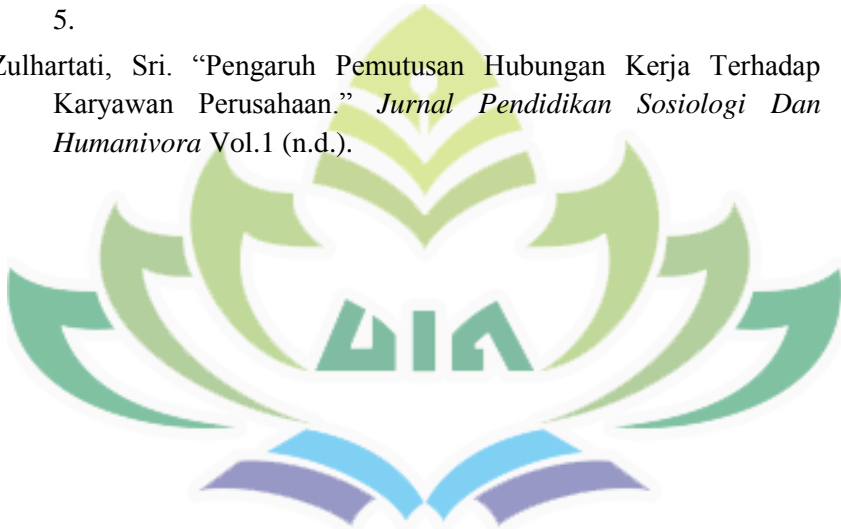 5.
Zulhartati, Sri. “Pengaruh Pemutusan Hubungan Kerja Terhadap
Karyawan Perusahaan.” Jurnal Pendidikan Sosiologi Dan
Humanivora Vol.1 (n.d.).